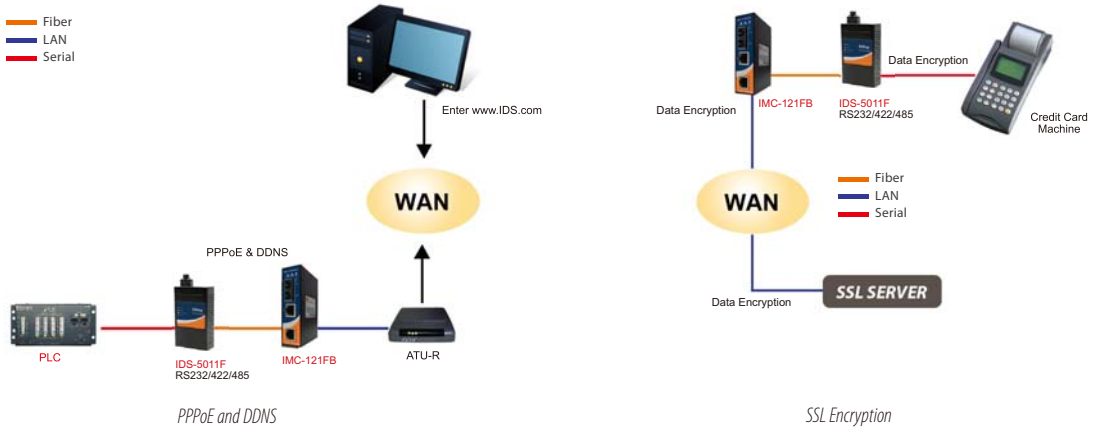 Fiber
LAN
Serial
Enter www.IDS.com
WAN
PPPoE & DDNS
PLC
IDS-5011F
RS232/422/485
IMC-121FB
ATU-R
PPPoE and DDNS
Data Encryption
IMC-121FB
IDS-5011F
RS232/422/485
Data Encryption
Credit Card
Machine
Fiber
LAN
Serial
WAN
Data Encryption
SSL SERVER
SSL Encryption